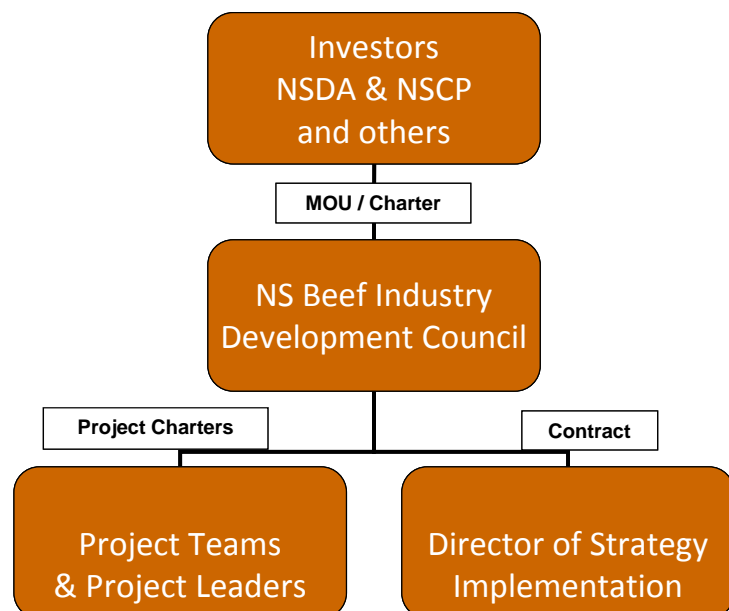 Investors
NSDA & NSCP
and others
MOU / Charter
NS Beef Industry
Development Council
Project Charters
Contract
Project Teams
& Project Leaders
Director of Strategy
Implementation